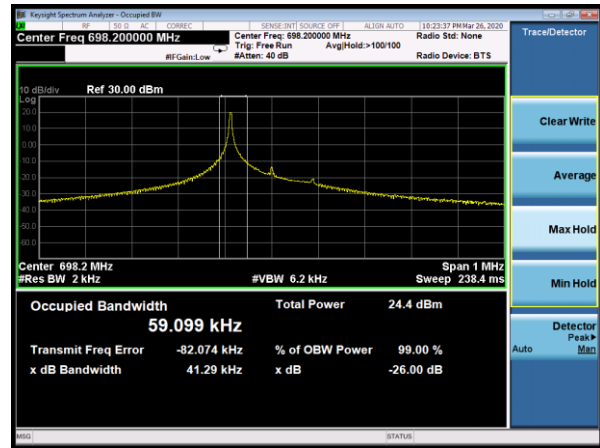 Keysight Spectrum Analyzer - Occupied BW
RF 50 Ω AC CORREC SENSE:INT SOURCE OFF ALIGN AUTO 10:23:37 PM Mar 26, 2020
Center Freq 698.200000 MHz
Center Freq: 698.200000 MHz
Radio Std: None
Trig: Free Run Avg|Hold:>100/100
#IFGain:Low #Atten: 40 dB Radio Device: BTS
10 dB/div Ref 30.00 dBm
Log
20.0
10.0
0.00
-10.0
-20.0
-30.0
-40.0
-50.0
-60.0
Center 698.2 MHz Span 1 MHz
#Res BW 2 kHz #VBW 6.2 kHz Sweep 238.4 ms
Occupied Bandwidth Total Power 24.4 dBm
59.099 kHz
Transmit Freq Error -82.074 kHz % of OBW Power 99.00 %
x dB Bandwidth 41.29 kHz x dB -26.00 dB
MSG STATUS
Trace/Detector
Clear Write
Average
Max Hold
Min Hold
Detector
Peak▶
Auto Man